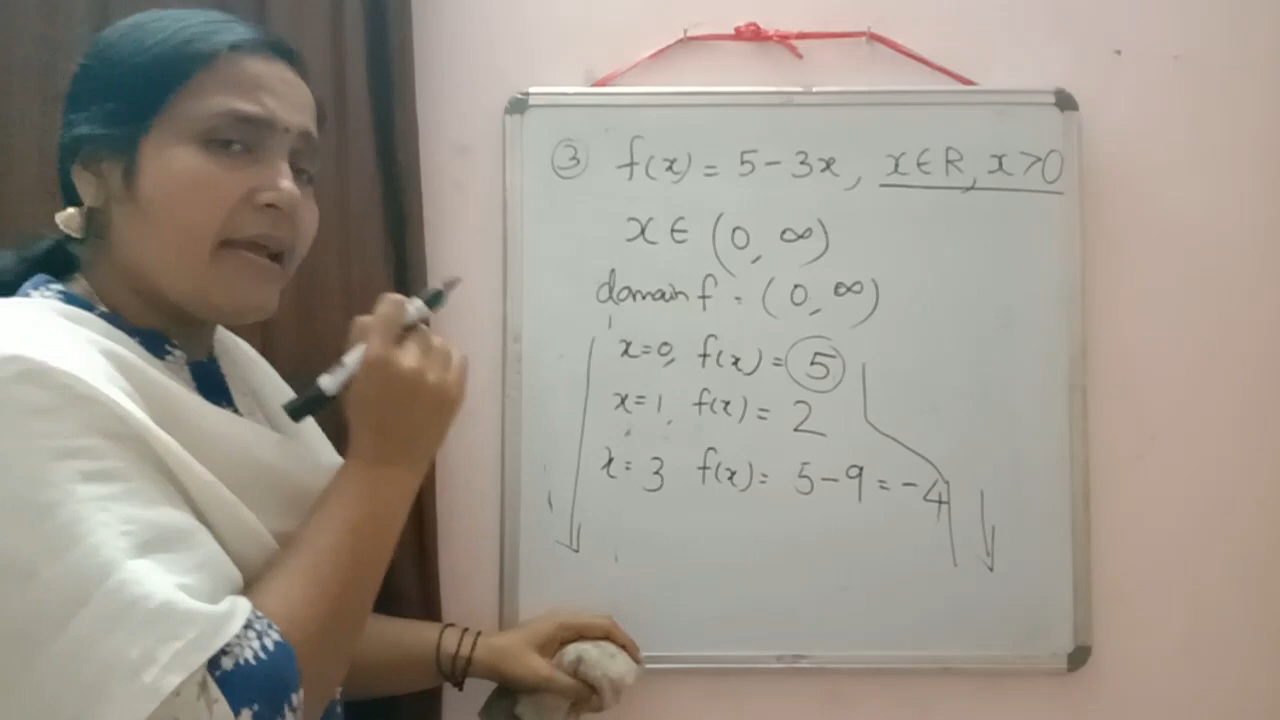 ③ f(x) = 5 - 3x, x ∈ R, x > 0
x ∈ (0, ∞)
domain f = (0, ∞)
x=0, f(x) = 5
x=1, f(x) = 2
x=3 f(x) = 5-9 = -4